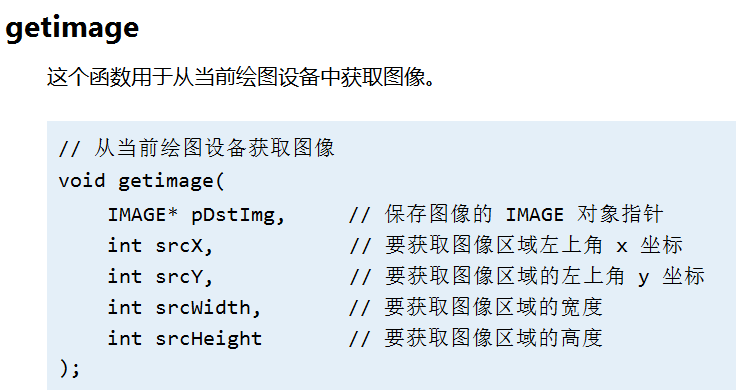 getimage
这个函数用于从当前绘图设备中获取图像。
// 从当前绘图设备获取图像
void getimage(
    IMAGE* pDstImg,     // 保存图像的 IMAGE 对象指针
    int srcX,           // 要获取图像区域左上角 x 坐标
    int srcY,           // 要获取图像区域的左上角 y 坐标
    int srcWidth,       // 要获取图像区域的宽度
    int srcHeight       // 要获取图像区域的高度
);